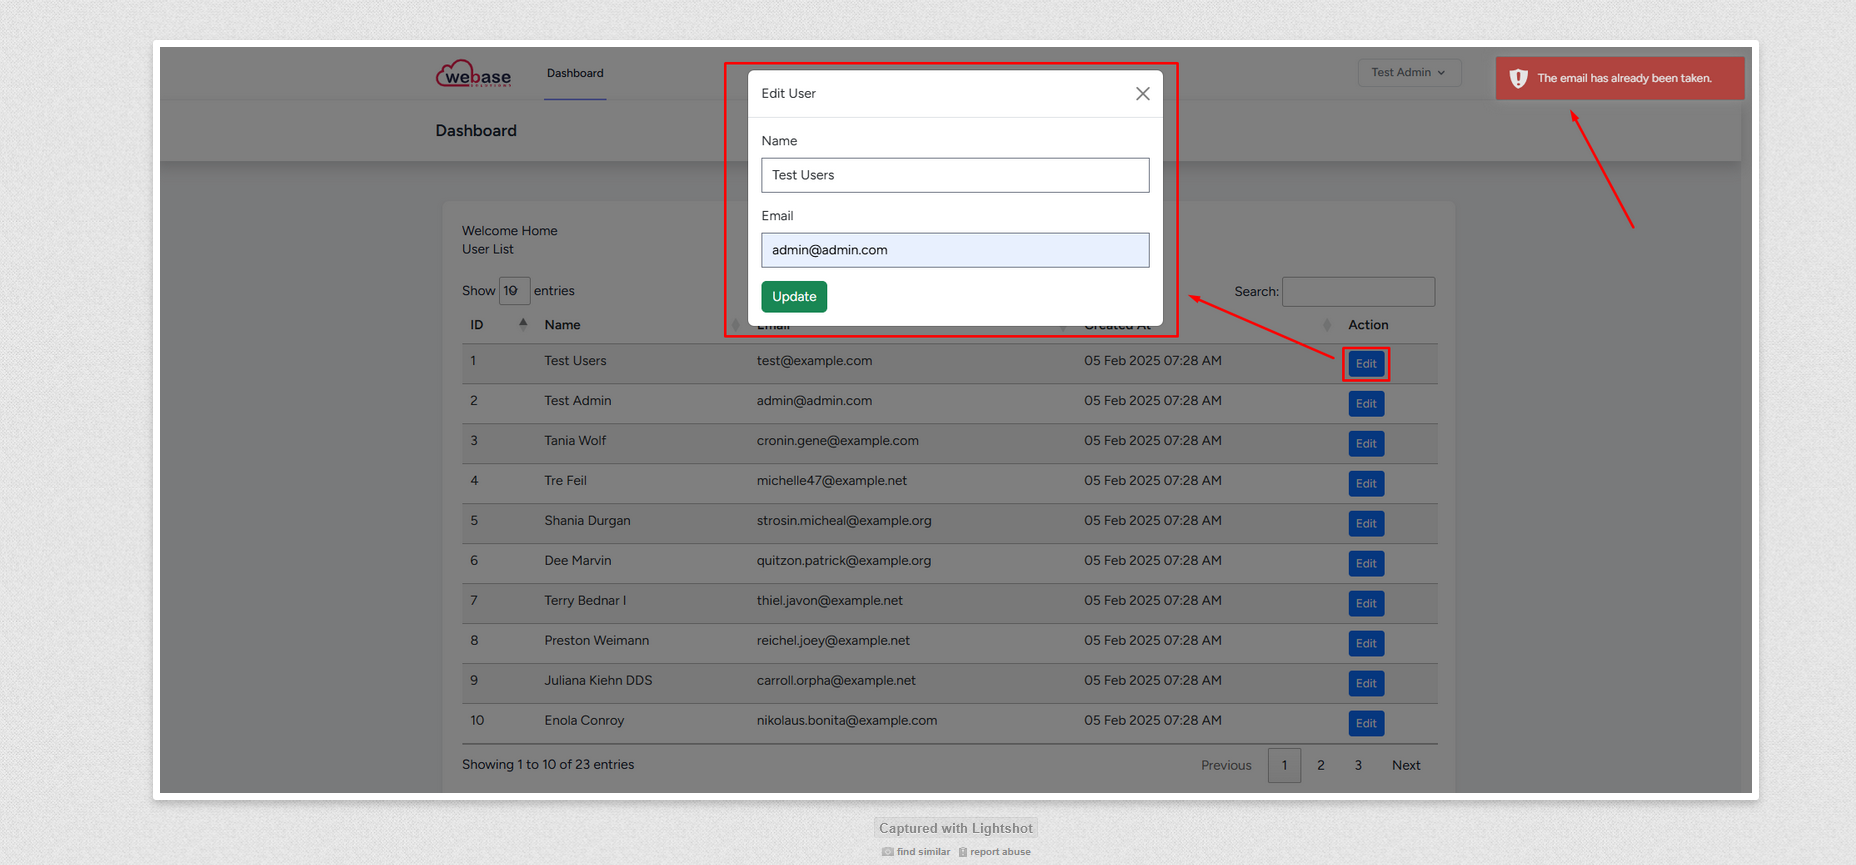 webase
SOLUTIONS
Dashboard
Test Admin
The email has already been taken.
Dashboard
Edit User
Name
Test Users
Email
admin@admin.com
Update
Welcome Home
User List
Show 10 entries
Search:
ID Name Email Created At Action
1 Test Users test@example.com 05 Feb 2025 07:28 AM Edit
2 Test Admin admin@admin.com 05 Feb 2025 07:28 AM Edit
3 Tania Wolf cronin.gene@example.com 05 Feb 2025 07:28 AM Edit
4 Tre Feil michelle47@example.net 05 Feb 2025 07:28 AM Edit
5 Shania Durgan strosin.micheal@example.org 05 Feb 2025 07:28 AM Edit
6 Dee Marvin quitzon.patrick@example.org 05 Feb 2025 07:28 AM Edit
7 Terry Bednar I thiel.javon@example.net 05 Feb 2025 07:28 AM Edit
8 Preston Weimann reichel.joey@example.net 05 Feb 2025 07:28 AM Edit
9 Juliana Kiehn DDS carroll.orpha@example.net 05 Feb 2025 07:28 AM Edit
10 Enola Conroy nikolaus.bonita@example.com 05 Feb 2025 07:28 AM Edit
Showing 1 to 10 of 23 entries
Previous 1 2 3 Next
Captured with Lightshot
find similar report abuse